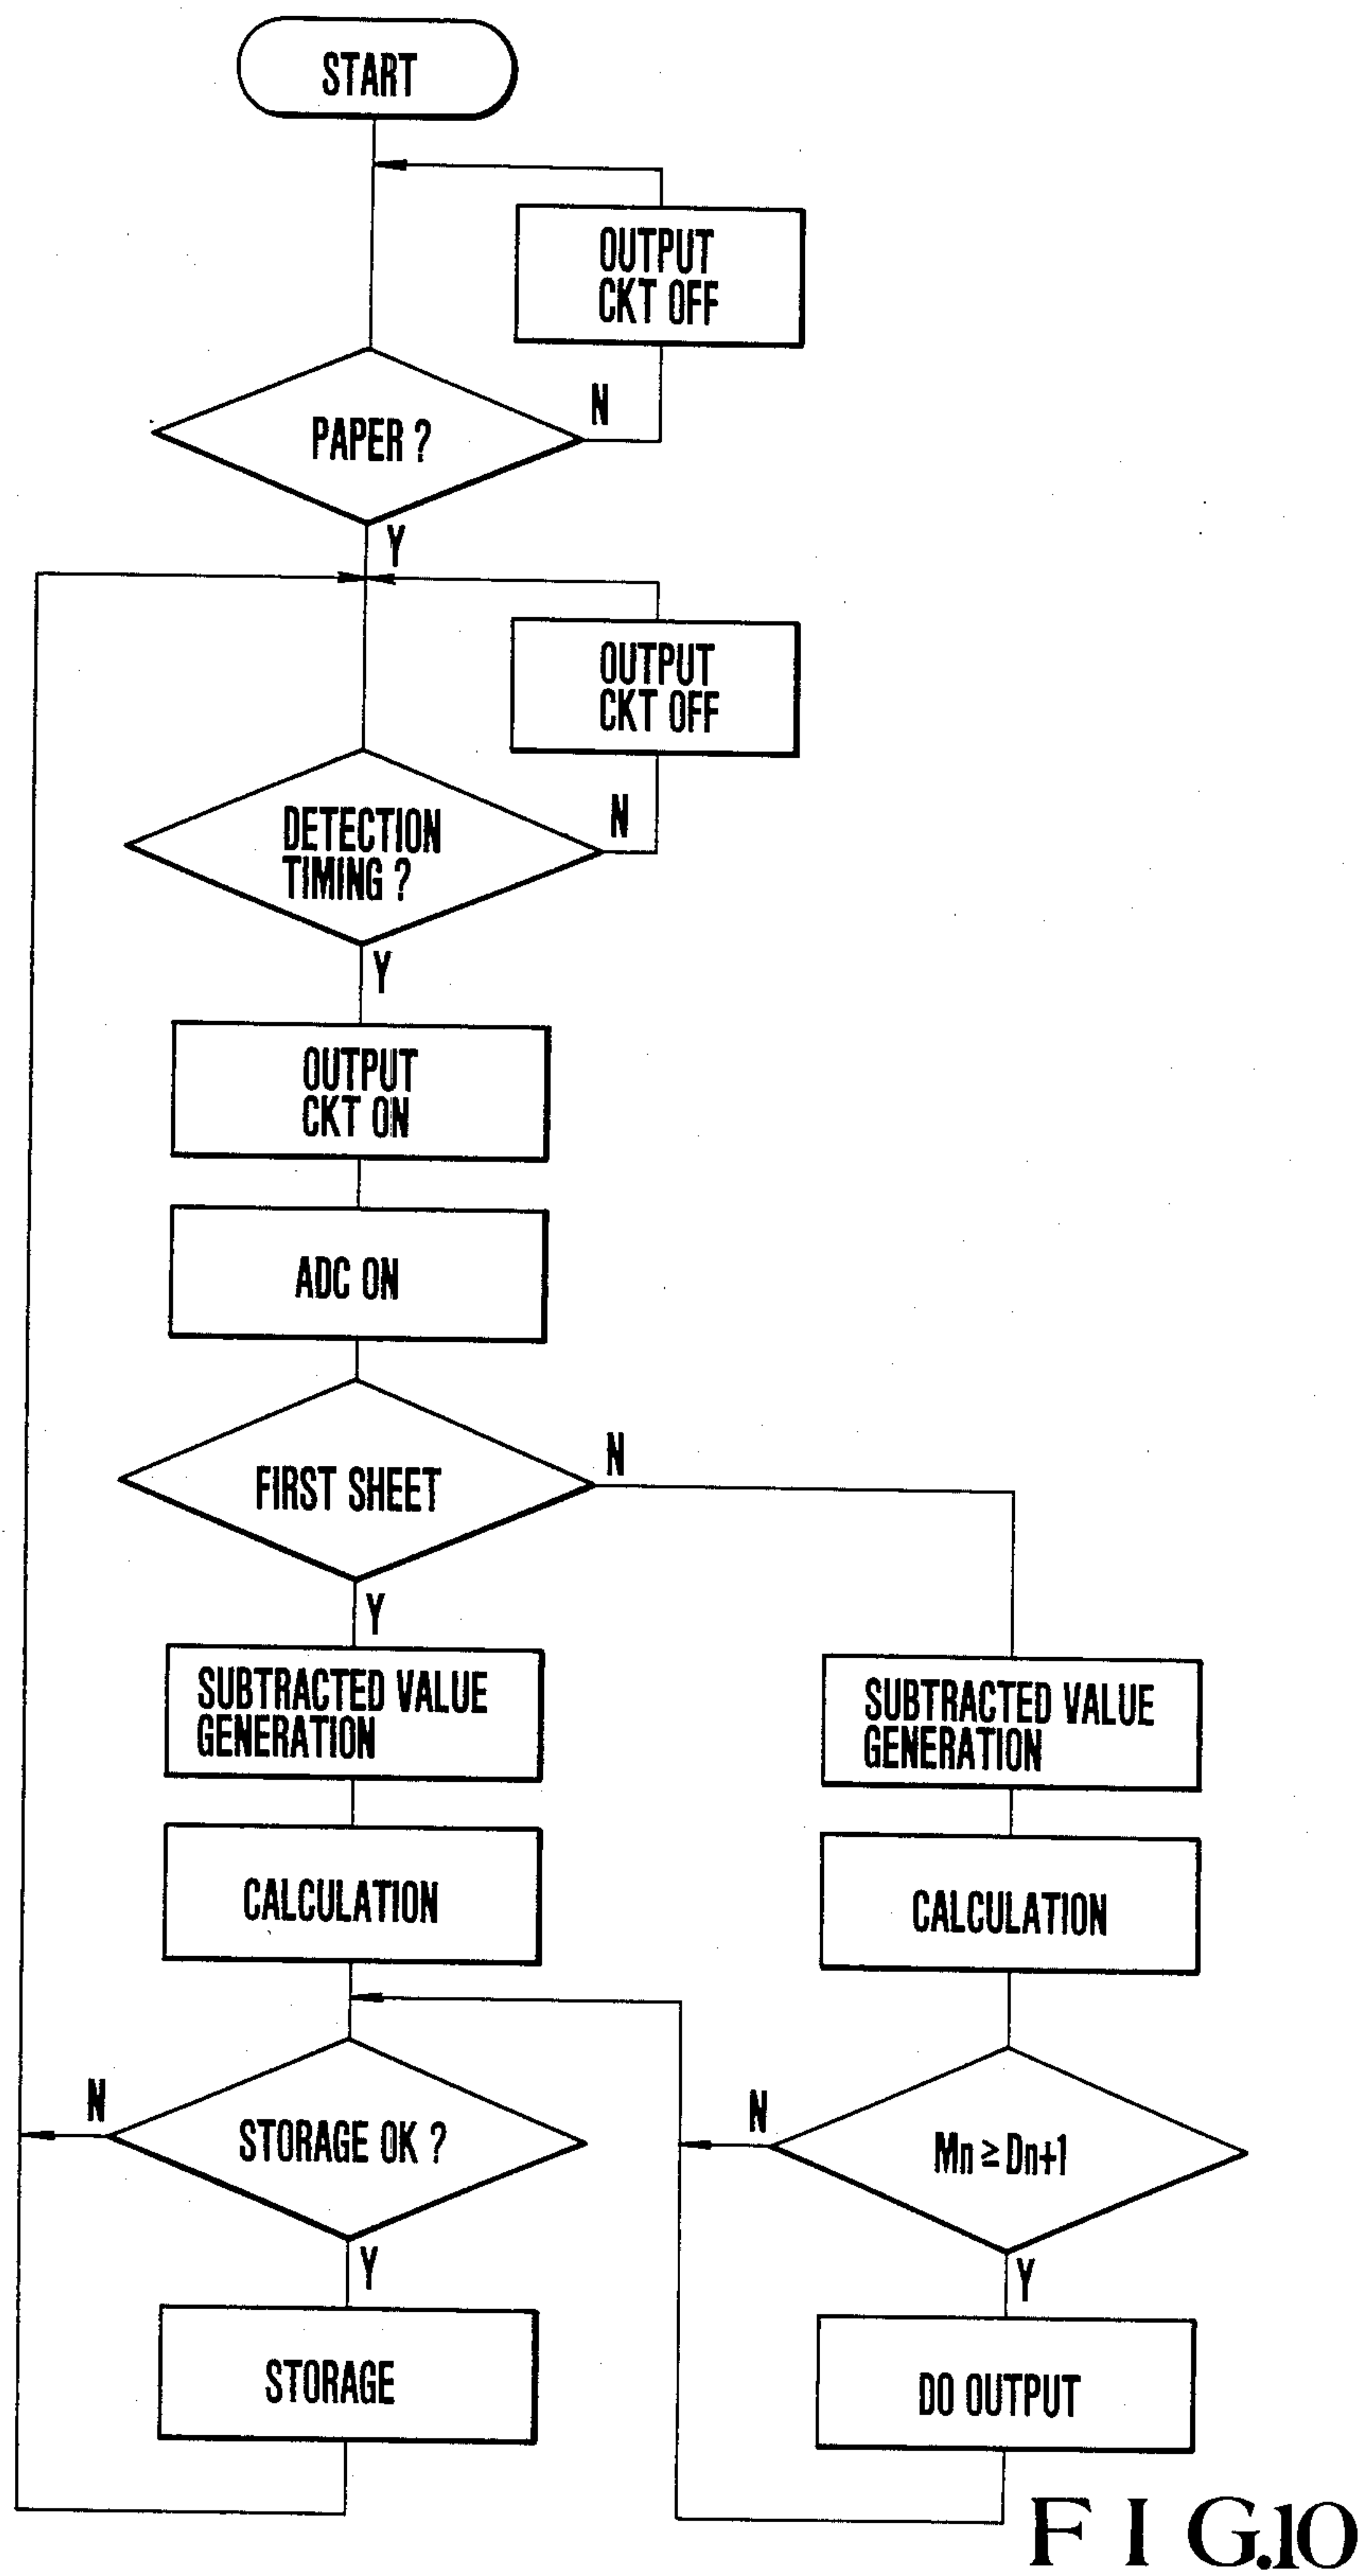 START
OUTPUT
CKT OFF
N
PAPER ?
Y
OUTPUT
CKT OFF
N
DETECTION
TIMING ?
Y
OUTPUT
CKT ON
ADC ON
FIRST SHEET
N
Y
SUBTRACTED VALUE
GENERATION
CALCULATION
SUBTRACTED VALUE
GENERATION
CALCULATION
N
STORAGE OK ?
Y
STORAGE
N
Mn ≥ Dn+1
Y
DO OUTPUT
FIG.10